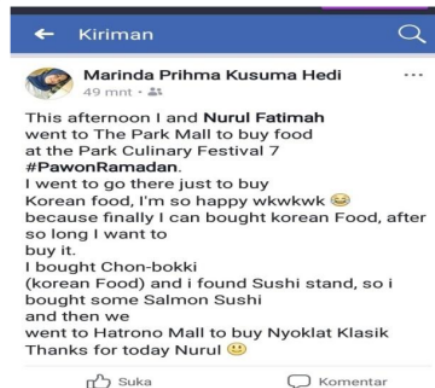 Kiriman
Marinda Prihma Kusuma Hedi
49 mnt
This afternoon I and Nurul Fatimah
went to The Park Mall to buy food
at the Park Culinary Festival 7
#PawonRamadan.
I went to go there just to buy
Korean food, I'm so happy wkwkwk 😄
because finally I can bought korean Food, after
so long I want to
buy it.
I bought Chon-bokki
(korean Food) and i found Sushi stand, so i
bought some Salmon Sushi
and then we
went to Hatrono Mall to buy Nyoklat Klasik
Thanks for today Nurul 🙂
Suka
Komentar